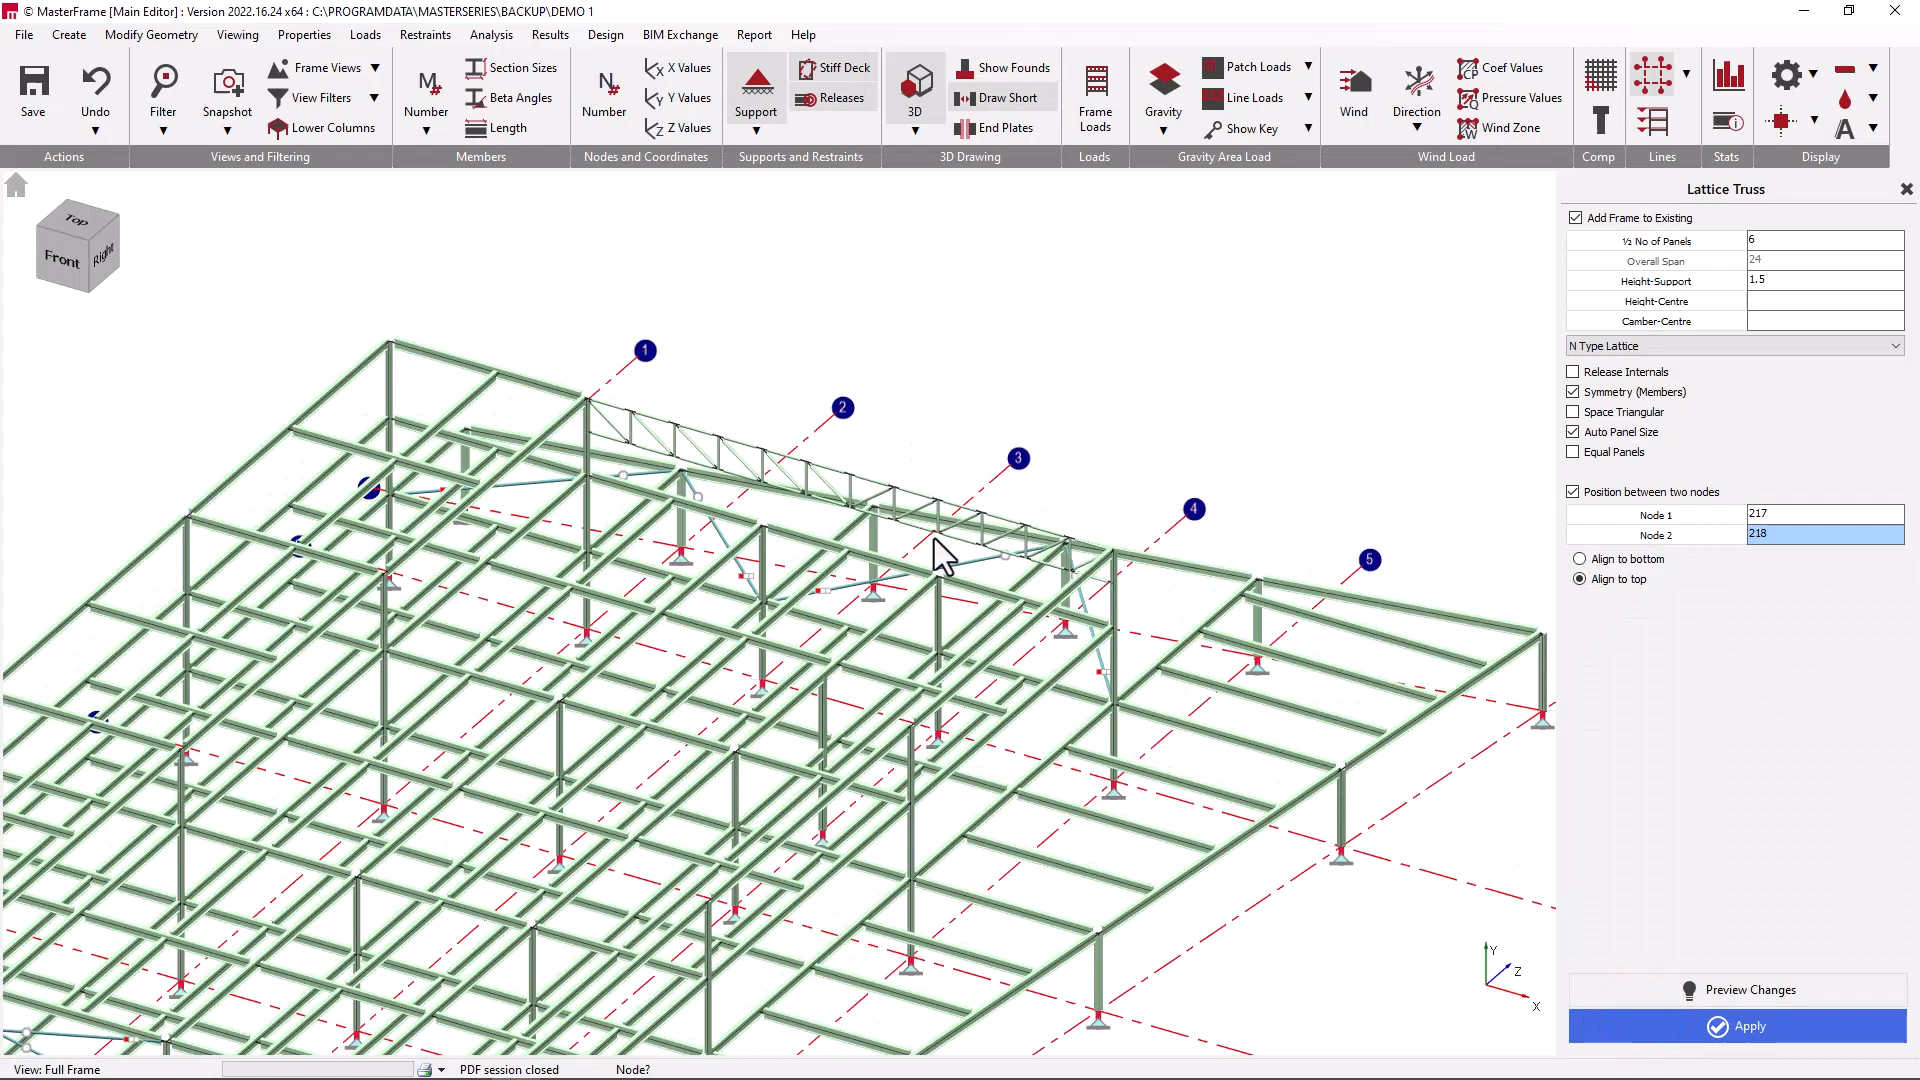 © MasterFrame [Main Editor] : Version 2022.16.24 x64 : C:\PROGRAMDATA\MASTERSERIES\BACKUP\DEMO 1
File Create Modify Geometry Viewing Properties Loads Restraints Analysis Results Design BIM Exchange Report Help
Save
Undo
Actions
Filter
Snapshot
Frame Views
View Filters
Lower Columns
Views and Filtering
M#
Number
Section Sizes
Beta Angles
Length
Members
N#
Number
X Values
Y Values
Z Values
Nodes and Coordinates
Support
Stiff Deck
Releases
Supports and Restraints
3D
Show Founds
Draw Short
End Plates
3D Drawing
Frame Loads
Loads
Gravity
Patch Loads
Line Loads
Show Key
Gravity Area Load
Wind
Direction
Coef Values
Pressure Values
Wind Zone
Wind Load
Comp
Lines
Stats
Display
Top
Front
Right
1
2
3
4
5
Y
Z
X
Lattice Truss
Add Frame to Existing
½ No of Panels 6
Overall Span 24
Height-Support 1.5
Height-Centre
Camber-Centre
N Type Lattice
Release Internals
Symmetry (Members)
Space Triangular
Auto Panel Size
Equal Panels
Position between two nodes
Node 1 217
Node 2 218
Align to bottom
Align to top
Preview Changes
Apply
View: Full Frame
PDF session closed
Node?